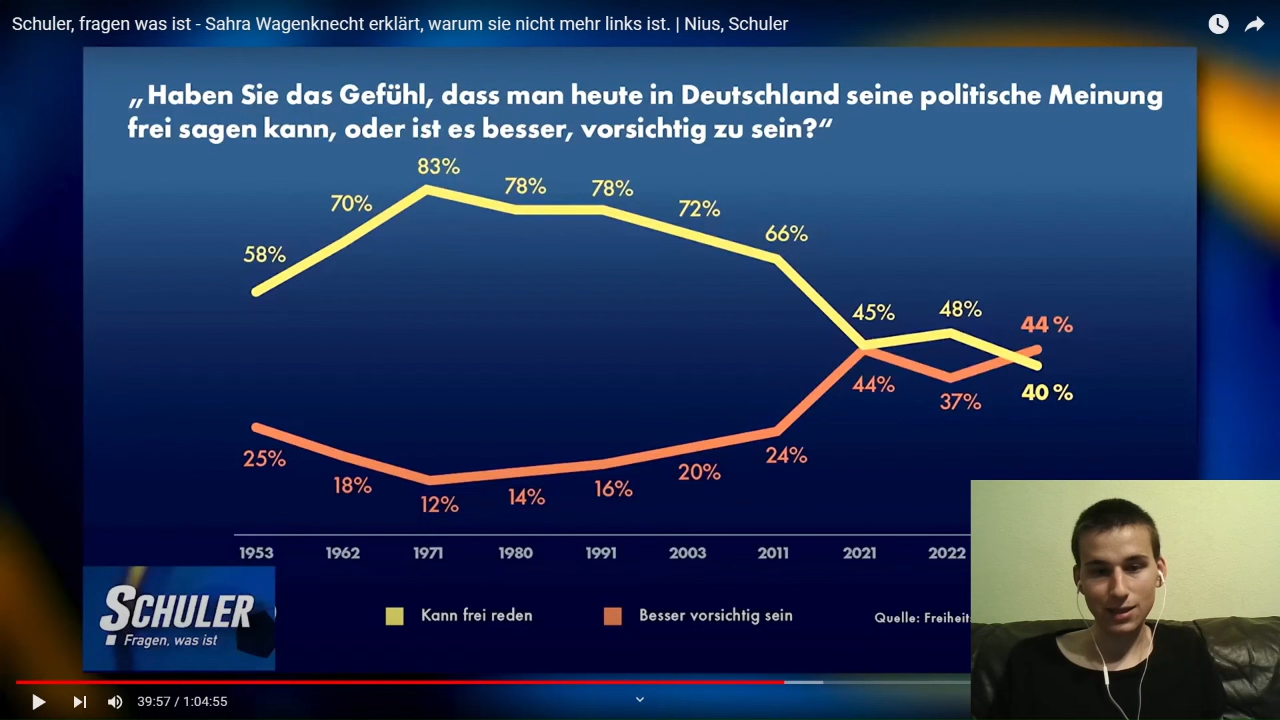 Schuler, fragen was ist - Sahra Wagenknecht erklärt, warum sie nicht mehr links ist. | Nius, Schuler
„Haben Sie das Gefühl, dass man heute in Deutschland seine politische Meinung
frei sagen kann, oder ist es besser, vorsichtig zu sein?“
58%
70%
83%
78%
78%
72%
66%
45%
48%
44 %
40 %
25%
18%
12%
14%
16%
20%
24%
44%
37%
1953 1962 1971 1980 1991 2003 2011 2021 2022
Kann frei reden
Besser vorsichtig sein
Quelle: Freiheit
SCHULER
Fragen, was ist
39:57 / 1:04:55